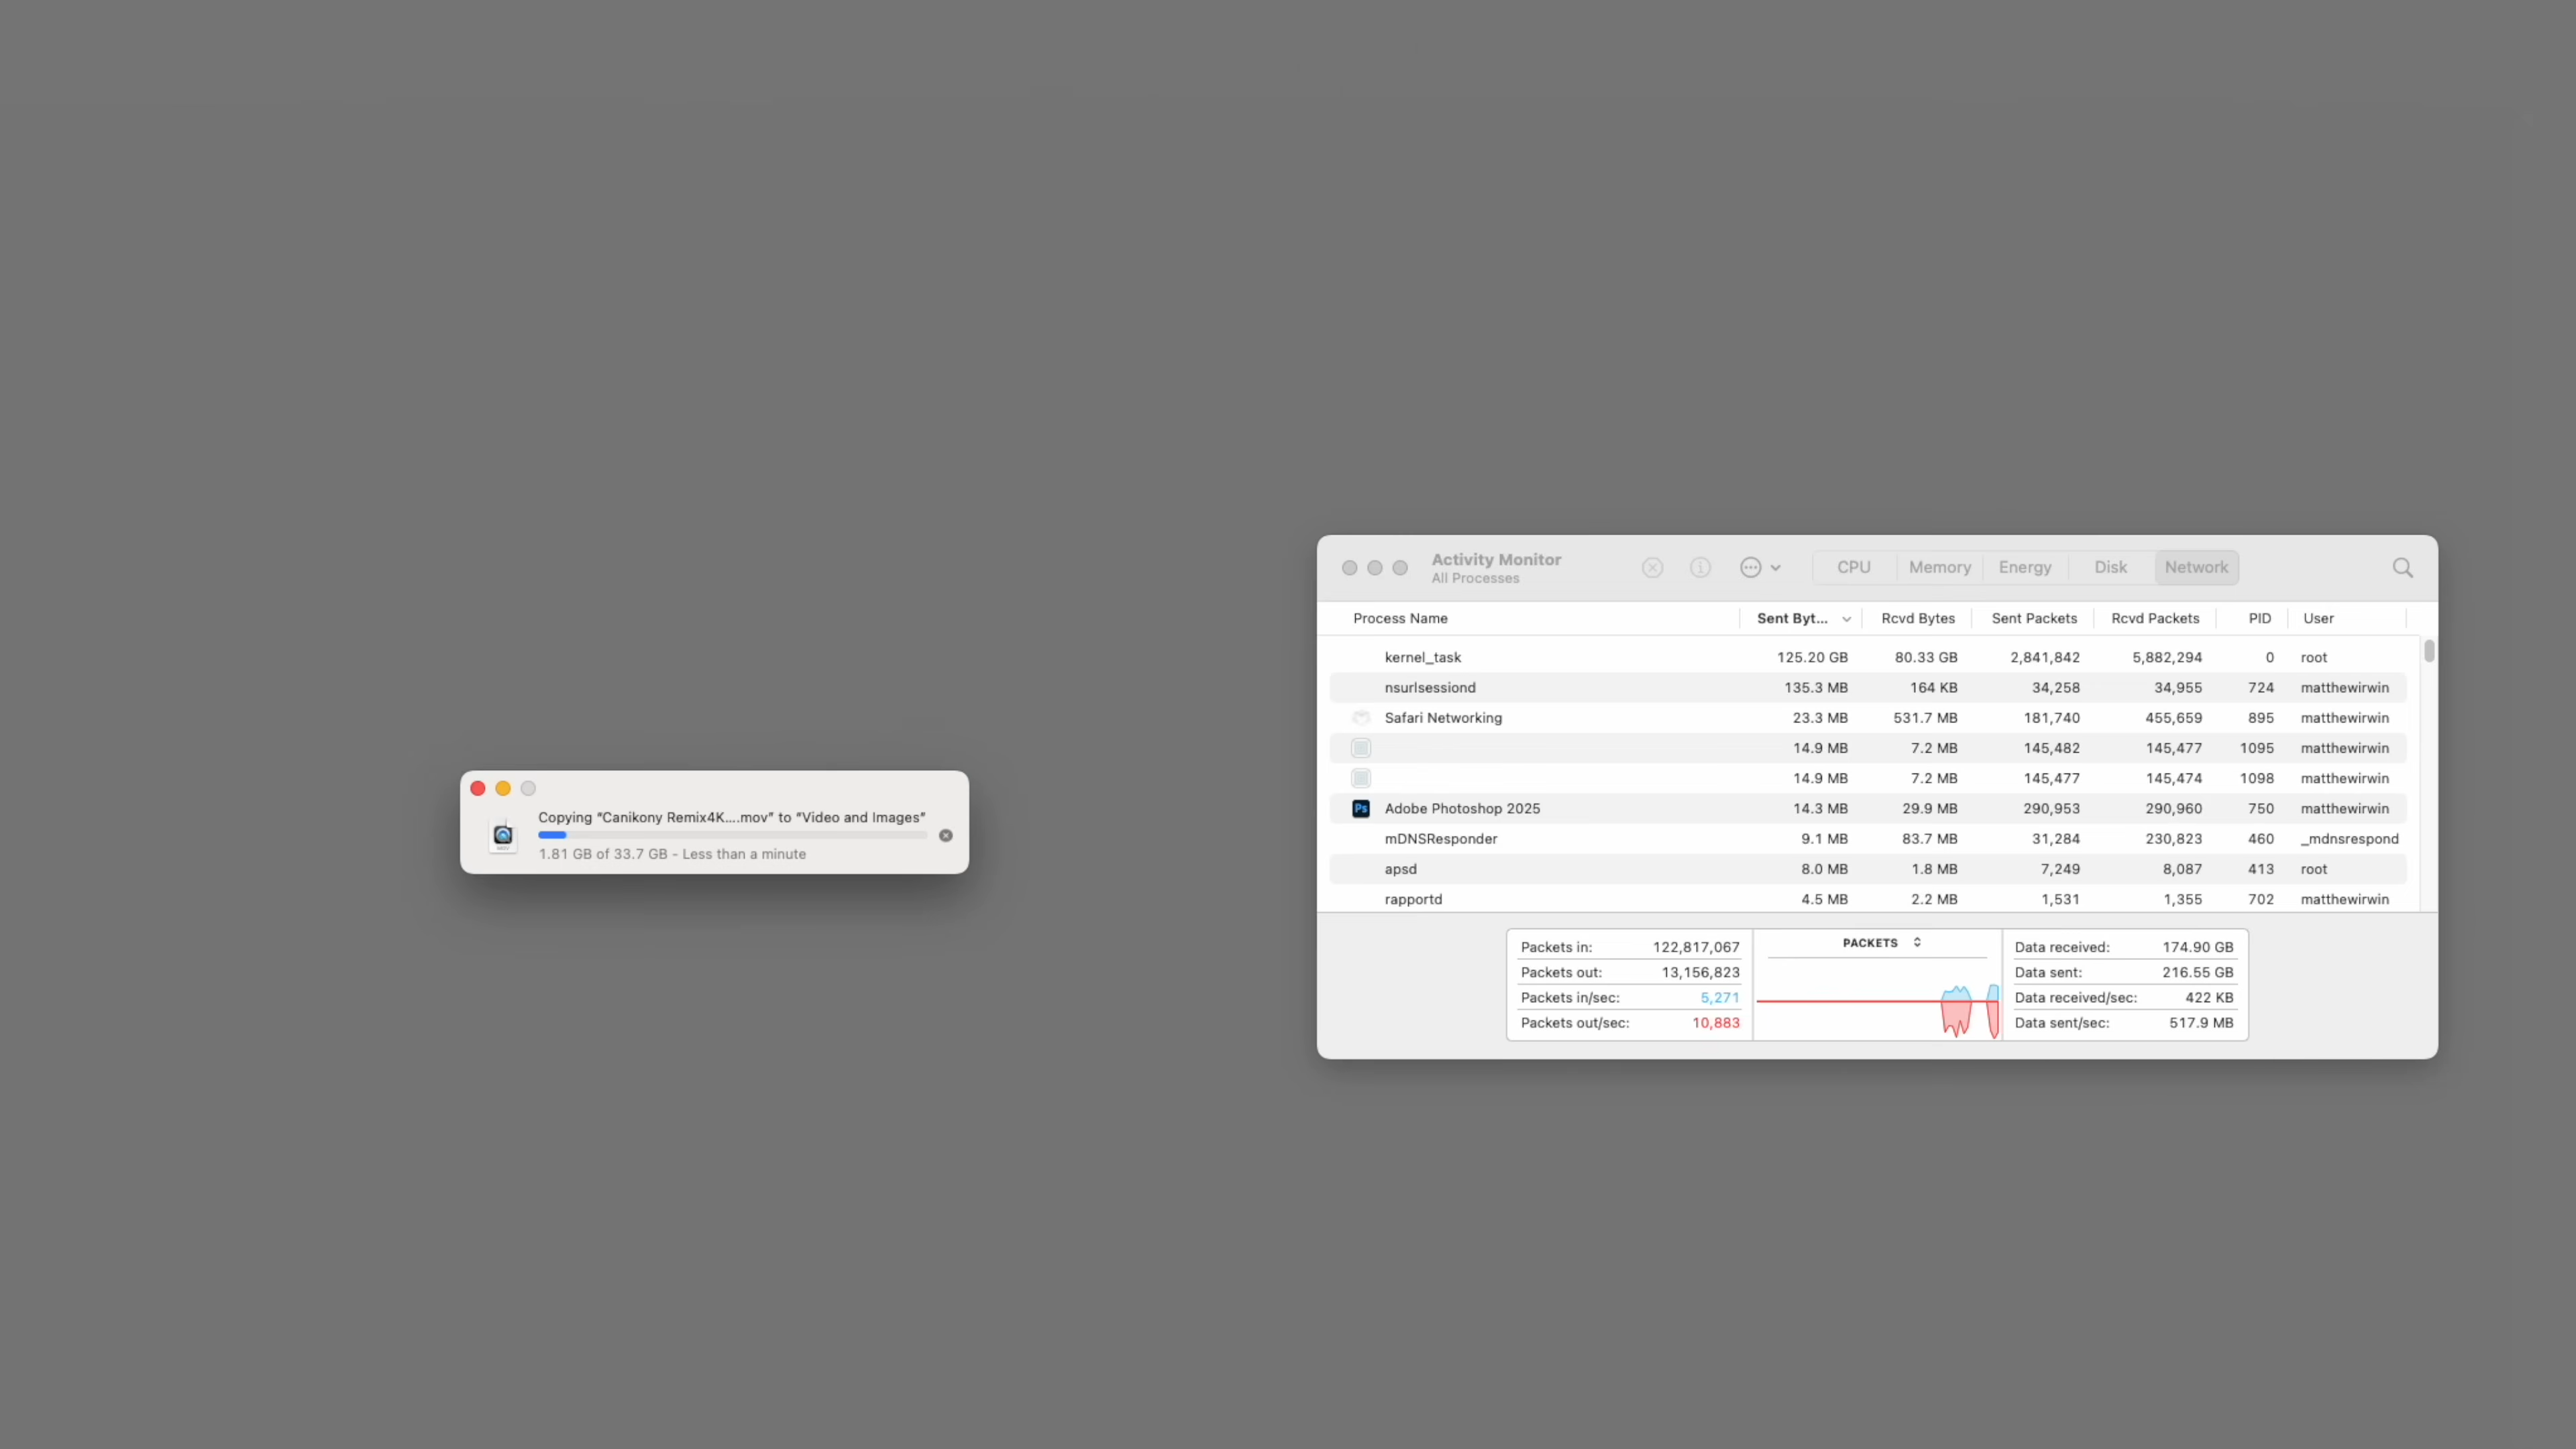 Copying “Canikony Remix4K....mov” to “Video and Images”
1.81 GB of 33.7 GB - Less than a minute
Activity Monitor
All Processes
CPU Memory Energy Disk Network
Process Name Sent Byt... Rcvd Bytes Sent Packets Rcvd Packets PID User
kernel_task 125.20 GB 80.33 GB 2,841,842 5,882,294 0 root
nsurlsessiond 135.3 MB 164 KB 34,258 34,955 724 matthewirwin
Safari Networking 23.3 MB 531.7 MB 181,740 455,659 895 matthewirwin
14.9 MB 7.2 MB 145,482 145,477 1095 matthewirwin
14.9 MB 7.2 MB 145,477 145,474 1098 matthewirwin
Ps Adobe Photoshop 2025 14.3 MB 29.9 MB 290,953 290,960 750 matthewirwin
mDNSResponder 9.1 MB 83.7 MB 31,284 230,823 460 _mdnsrespond
apsd 8.0 MB 1.8 MB 7,249 8,087 413 root
rapportd 4.5 MB 2.2 MB 1,531 1,355 702 matthewirwin
Packets in: 122,817,067
Packets out: 13,156,823
Packets in/sec: 5,271
Packets out/sec: 10,883
PACKETS
Data received: 174.90 GB
Data sent: 216.55 GB
Data received/sec: 422 KB
Data sent/sec: 517.9 MB